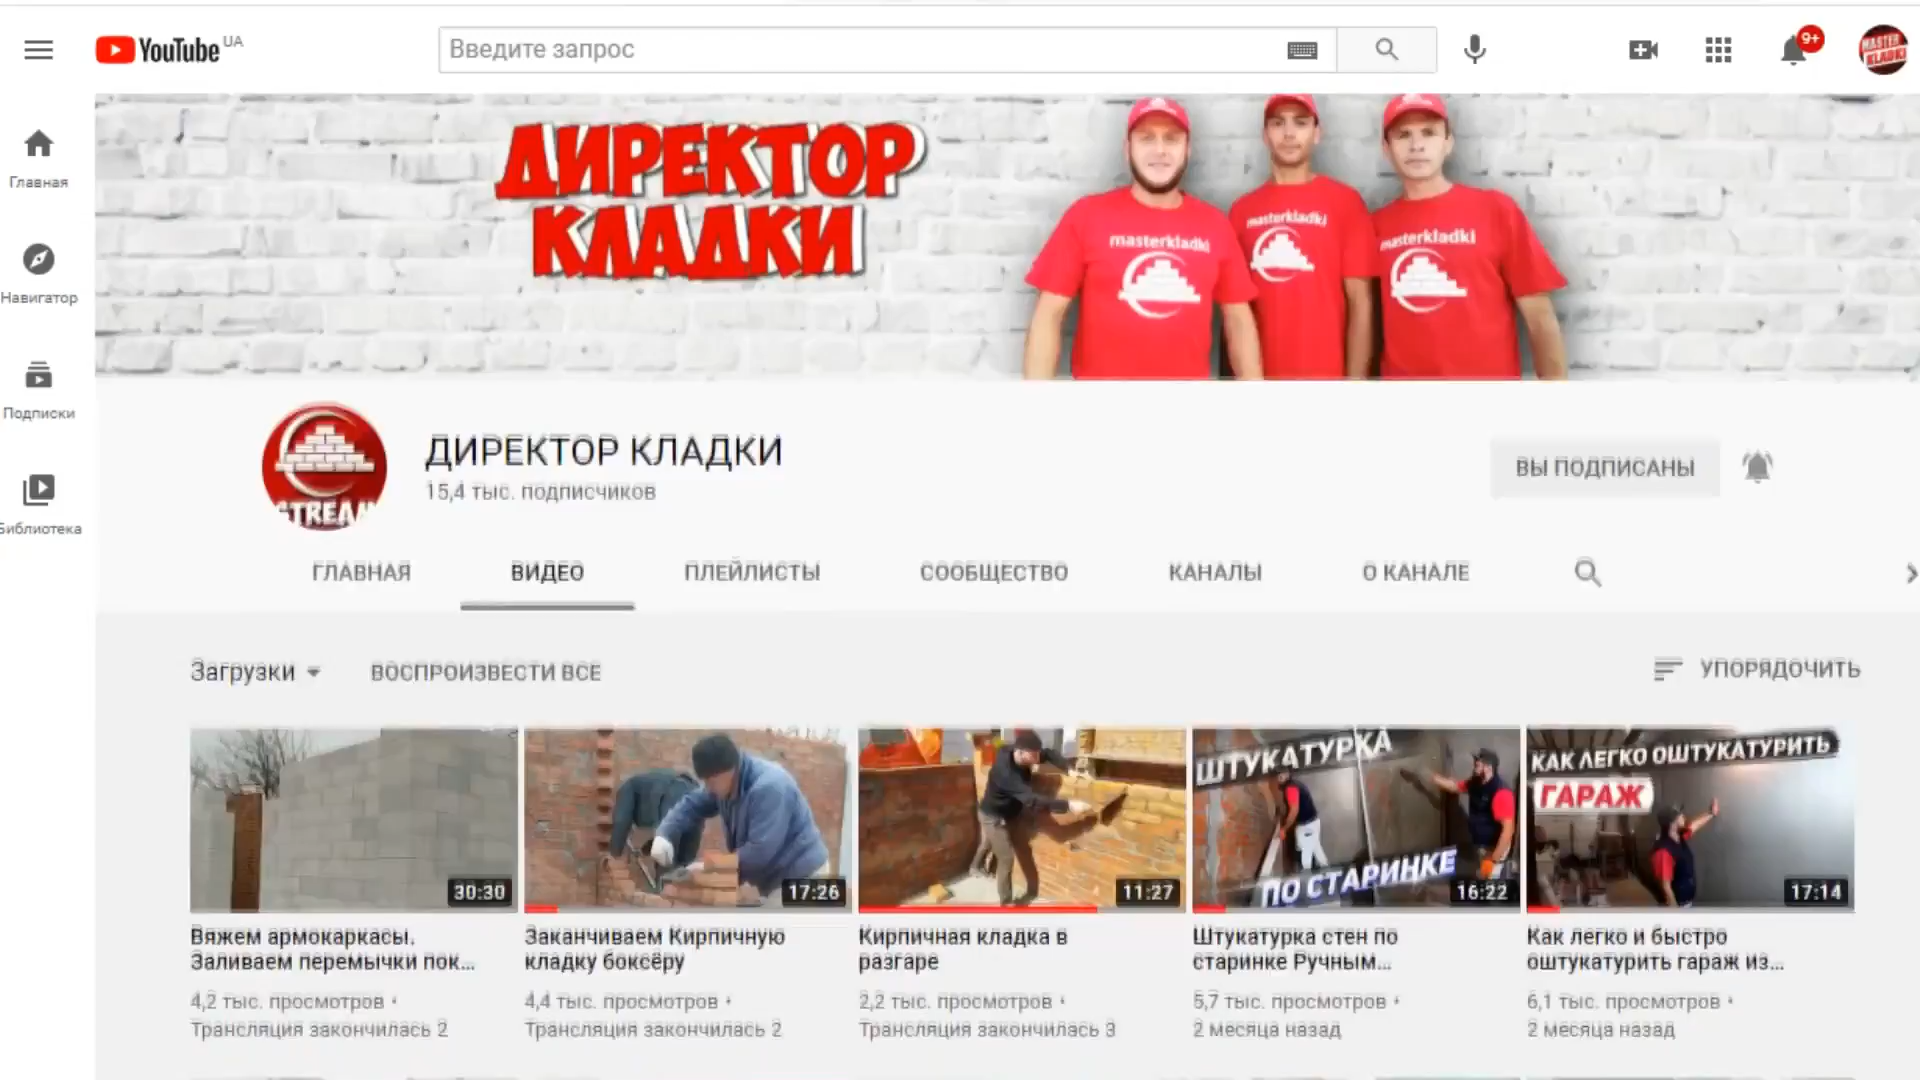 YouTube UA
Введите запрос
9+
MASTER
KLADKI
Главная
Навигатор
Подписки
Библиотека
ДИРЕКТОР
КЛАДКИ
masterkladki
masterkladki
masterkladki
STREAM
ДИРЕКТОР КЛАДКИ
15,4 тыс. подписчиков
ВЫ ПОДПИСАНЫ
ГЛАВНАЯ
ВИДЕО
ПЛЕЙЛИСТЫ
СООБЩЕСТВО
КАНАЛЫ
О КАНАЛЕ
Загрузки
ВОСПРОИЗВЕСТИ ВСЕ
УПОРЯДОЧИТЬ
30:30
Вяжем армокаркасы.
Заливаем перемычки пок...
4,2 тыс. просмотров •
Трансляция закончилась 2
17:26
Заканчиваем Кирпичную
кладку боксёру
4,4 тыс. просмотров •
Трансляция закончилась 2
11:27
Кирпичная кладка в
разгаре
2,2 тыс. просмотров •
Трансляция закончилась 3
ШТУКАТУРКА
ПО СТАРИНКЕ
16:22
Штукатурка стен по
старинке Ручным...
5,7 тыс. просмотров •
2 месяца назад
КАК ЛЕГКО ОШТУКАТУРИТЬ
ГАРАЖ
17:14
Как легко и быстро
оштукатурить гараж из...
6,1 тыс. просмотров •
2 месяца назад